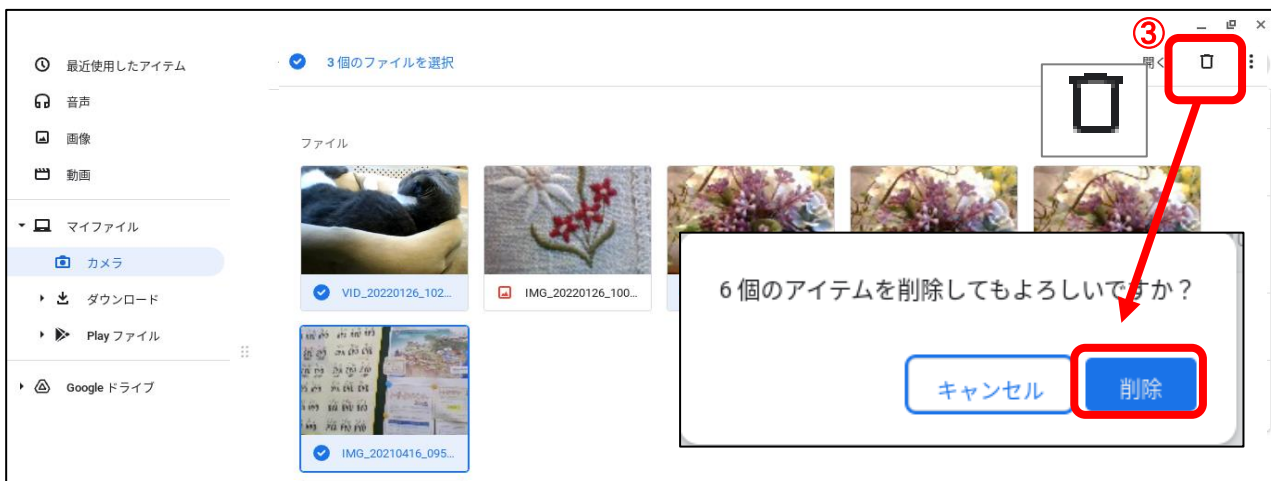 ③
最近使用したアイテム
3 個のファイルを選択
開く
音声
画像
動画
ファイル
マイファイル
カメラ
ダウンロード
Play ファイル
Google ドライブ
VID_20220126_102...
IMG_20220126_100...
IMG_20210416_095...
6 個のアイテムを削除してもよろしいですか？
キャンセル
削除